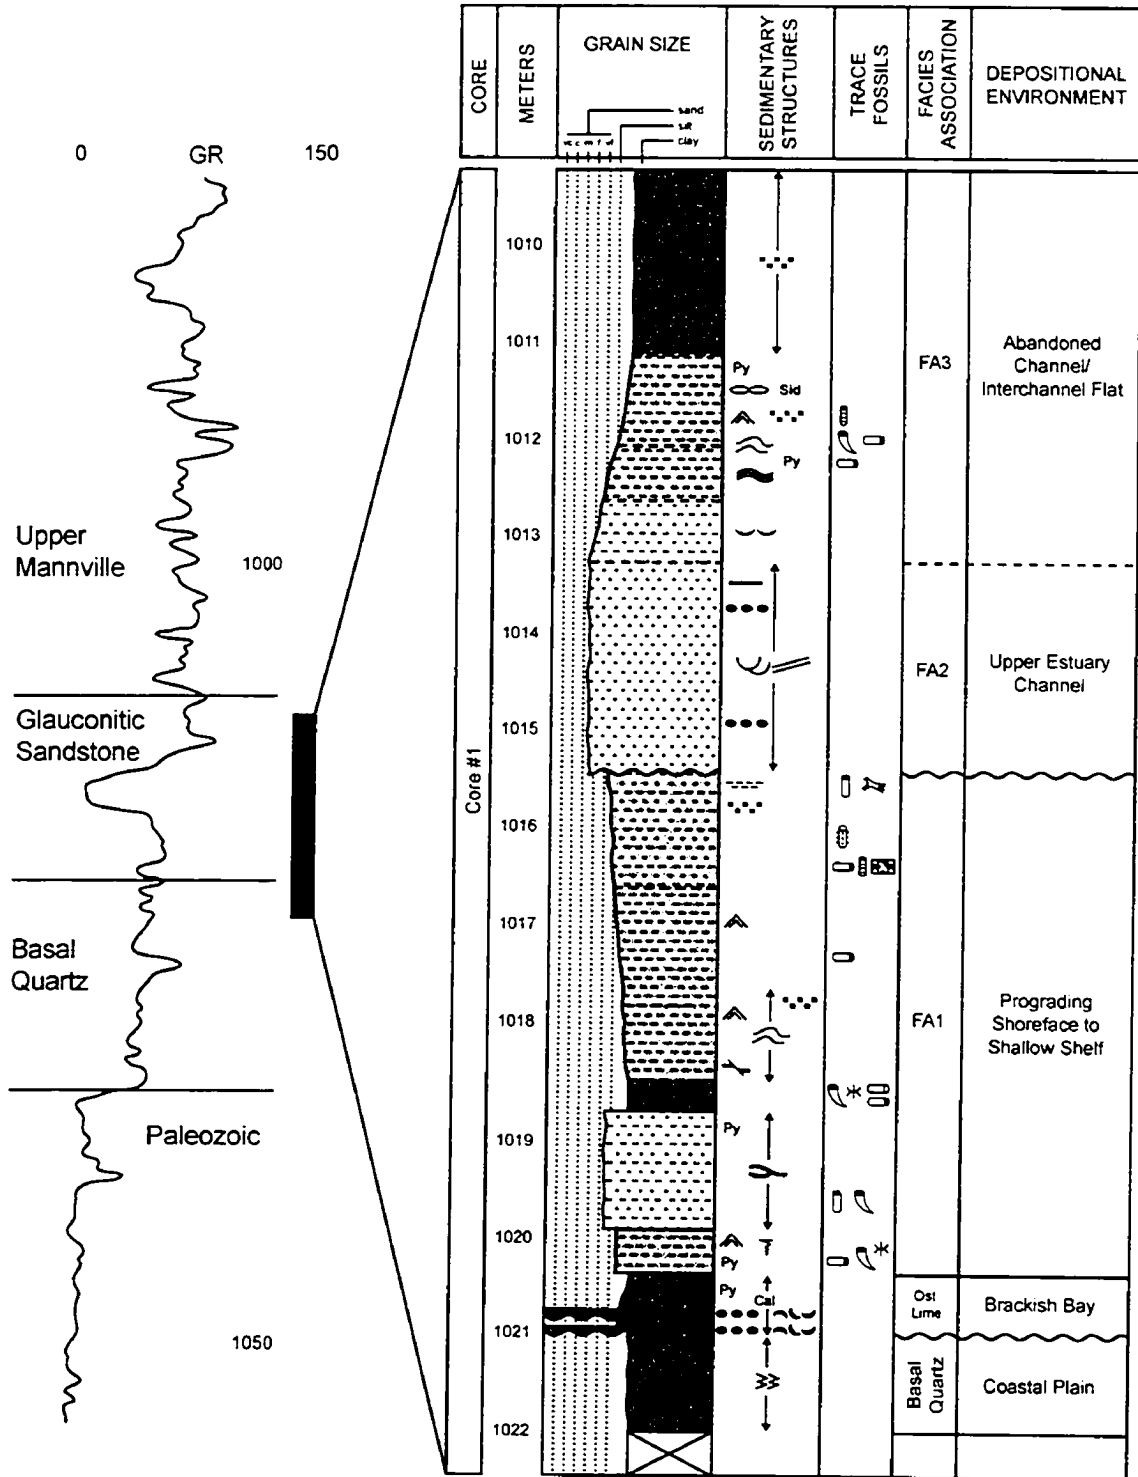 CORE
METERS
GRAIN SIZE
sand
silt
clay
vc c m f vf
SEDIMENTARY
STRUCTURES
TRACE
FOSSILS
FACIES
ASSOCIATION
DEPOSITIONAL
ENVIRONMENT
0 GR 150
Upper
Mannville
1000
Glauconitic
Sandstone
Basal
Quartz
Paleozoic
1050
Core #1
1010
1011
1012
1013
1014
1015
1016
1017
1018
1019
1020
1021
1022
Py
Sid
Py
Py
Py
Py
Cal
FA3
Abandoned
Channel/
Interchannel Flat
FA2
Upper Estuary
Channel
FA1
Prograding
Shoreface to
Shallow Shelf
Ost
Lime
Brackish Bay
Basal
Quartz
Coastal Plain